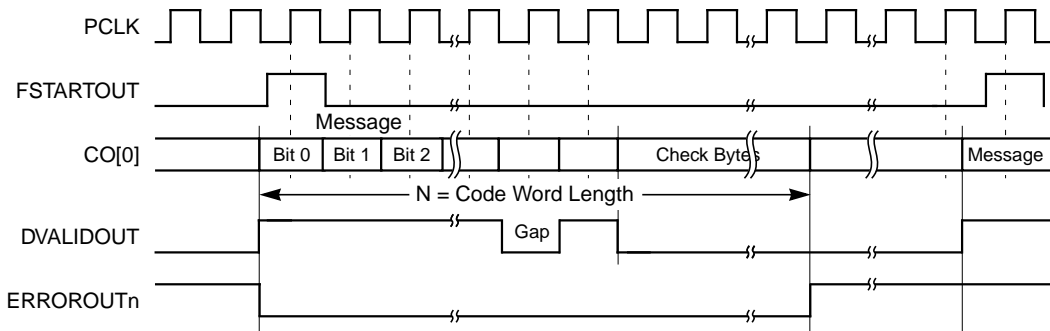 PCLK
FSTARTOUT
Message
CO[0]
Bit 0
Bit 1
Bit 2
Check Bytes
Message
N = Code Word Length
DVALIDOUT
Gap
ERROROUTn